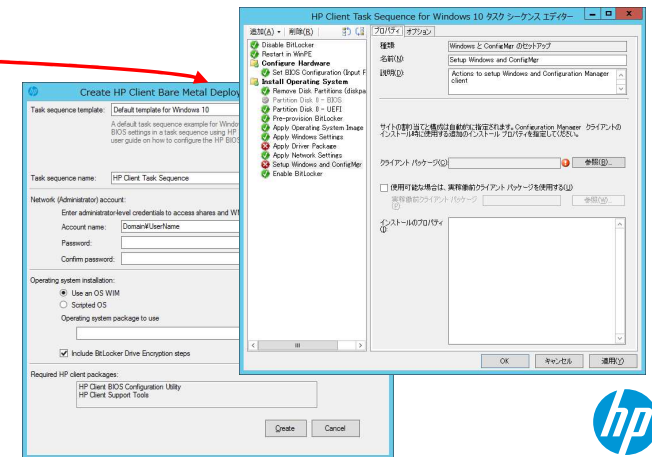 HP Client Task Sequence for Windows 10 タスク シーケンス エディター
追加(A) 削除(R)
Disable BitLocker
Restart in WinPE
Configure Hardware
Set BIOS Configuration (Input F
Install Operating System
Remove Disk Partitions (diskpa
Partition Disk 0 - BIOS
Partition Disk 0 - UEFI
Pre-provision BitLocker
Apply Operating System Image
Apply Windows Settings
Apply Driver Package
Apply Network Settings
Setup Windows and ConfigMgr
Enable BitLocker
プロパティ オプション
種類: Windows と ConfigMgr のセットアップ
名前(N): Setup Windows and ConfigMgr
説明(D): Actions to setup Windows and Configuration Manager
client
サイトの割り当てと構成は自動的に指定されます。Configuration Manager クライアントの
インストール時に使用する追加のインストール プロパティを指定してください。
クライアント パッケージ(C) 参照(B)...
使用可能な場合は、実稼働前クライアント パッケージを使用する(U)
実稼働前クライアント パッケージ 参照(W)...
(P)
インストールのプロパティ
(I):
OK キャンセル 適用(Y)
Create HP Client Bare Metal Deploy
Task sequence template: Default template for Windows 10
A default task sequence example for Window
BIOS settings in a task sequence using HP
user guide on how to configure the HP BIOS
Task sequence name: HP Client Task Sequence
Network (Administrator) account:
Enter administrator-level credentials to access shares and WI
Account name: Domain¥UserName
Password:
Confirm password:
Operating system installation:
Use an OS WIM
Scripted OS
Operating system package to use
Include BitLocker Drive Encryption steps
Required HP client packages:
HP Client BIOS Configuration Utility
HP Client Support Tools
Create Cancel
hp